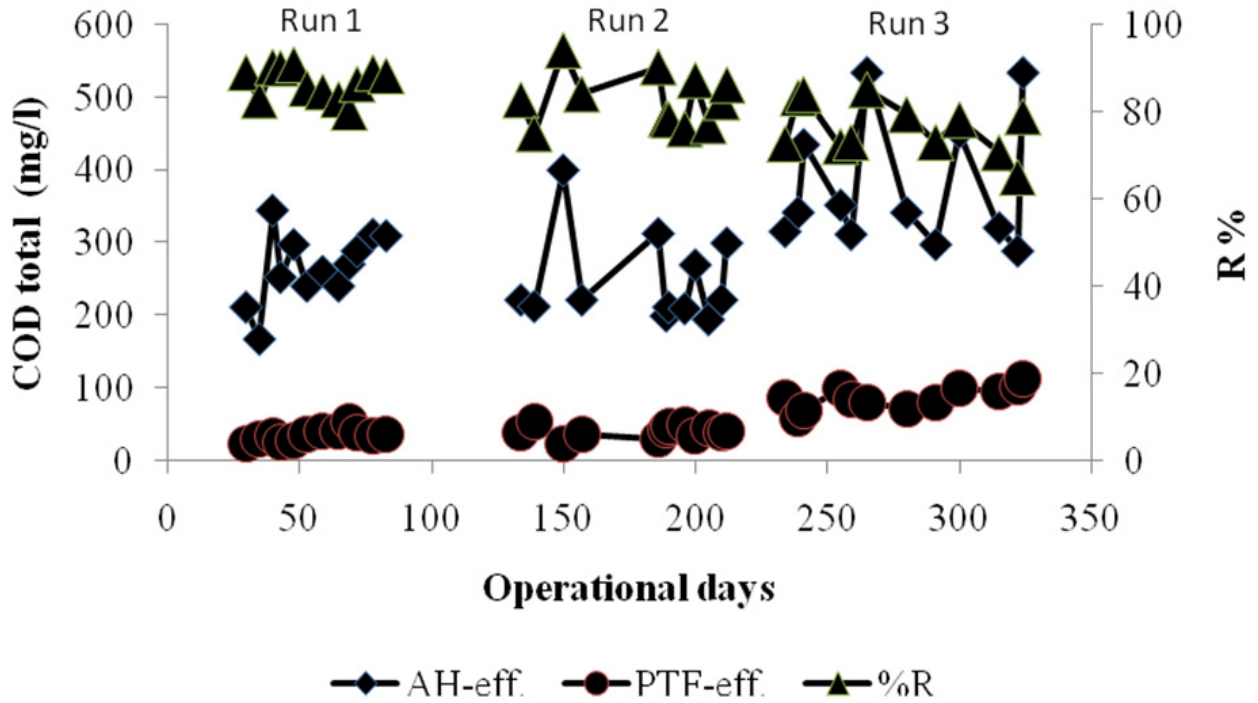 Run 1 Run 2 Run 3
600 100
500 80
400
300 60
200 40
100 20
0 0
COD total (mg/l)
R %
0 50 100 150 200 250 300 350
Operational days
AH-eff. PTF-eff. %R